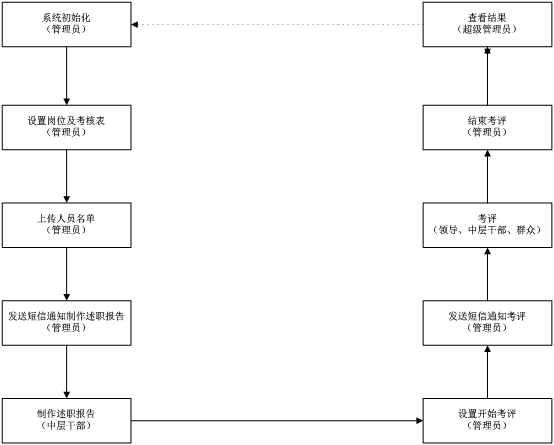 系统初始化
（管理员）
设置岗位及考核表
（管理员）
上传人员名单
（管理员）
发送短信通知制作述职报告
（管理员）
制作述职报告
（中层干部）
设置开始考评
（管理员）
发送短信通知考评
（管理员）
考评
（领导、中层干部、群众）
结束考评
（管理员）
查看结果
（超级管理员）